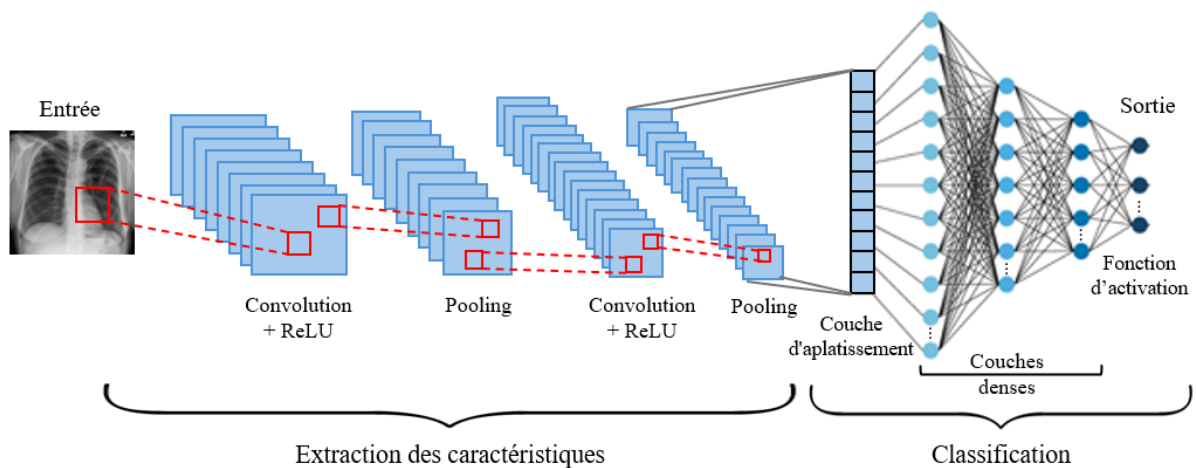 Entrée
Convolution
+ ReLU
Pooling
Convolution
+ ReLU
Pooling
Couche
d'aplatissement
Couches
denses
Sortie
Fonction
d’activation
Extraction des caractéristiques
Classification